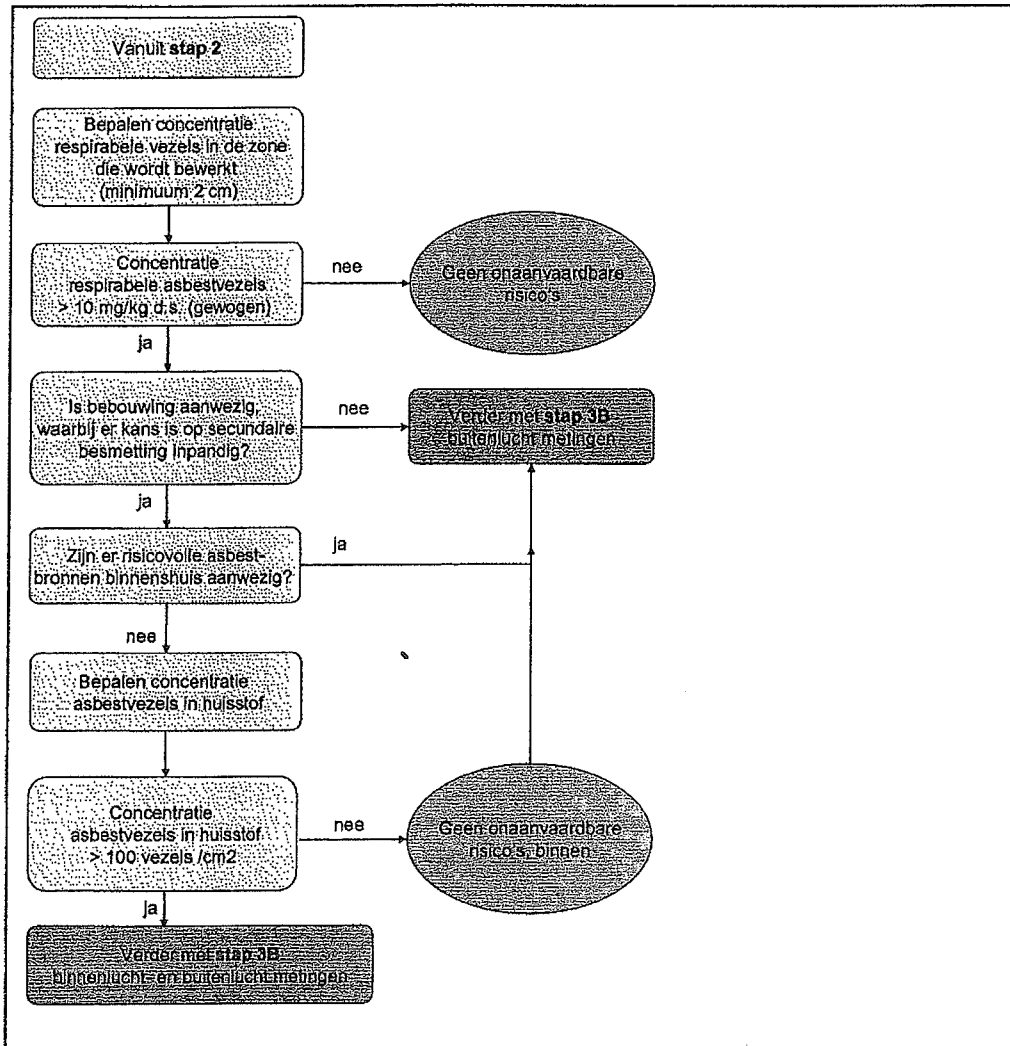 Vanuit stap 2
Bepalen concentratie
respirabele vezels in de zone
die wordt bewerkt
(minimum 2 cm)
Concentratie
respirabele asbestvezels
> 10 mg/kg d.s. (gewogen)
nee
Geen onaanvaardbare
risico's
ja
Is bebouwing aanwezig,
waarbij er kans is op secundaire
besmetting inpandig?
nee
Verder met stap 3B
buitenlucht metingen
ja
Zijn er risicovolle asbest-
bronnen binnenshuis aanwezig?
ja
nee
Bepalen concentratie
asbestvezels in huisstof
Concentratie
asbestvezels in huisstof
> 100 vezels /cm2
nee
Geen onaanvaardbare
risico's, binnen
ja
Verder met stap 3B
binnenlucht- en buitenlucht metingen